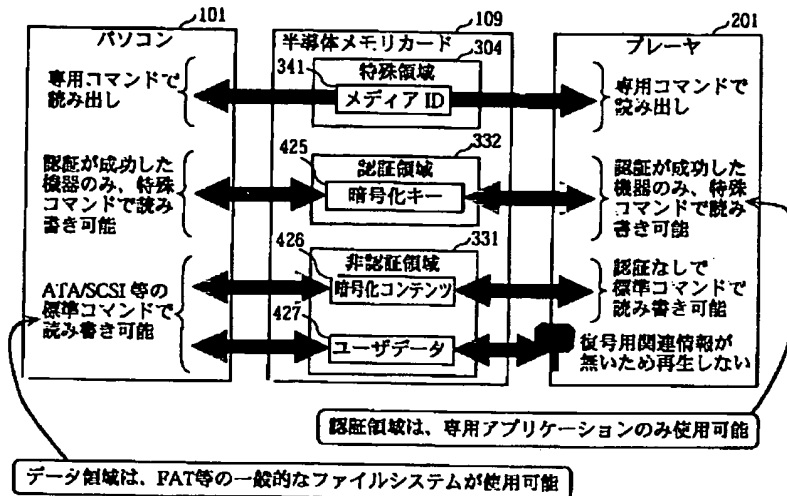 101
パソコン
専用コマンドで
読み出し
認証が成功した
機器のみ、特殊
コマンドで読み
書き可能
ATA/SCSI 等の
標準コマンドで
読み書き可能
109
半導体メモリカード
304
特殊領域
341
メディア ID
332
認証領域
425
暗号化キー
331
非認証領域
426
暗号化コンテンツ
427
ユーザデータ
201
プレーヤ
専用コマンドで
読み出し
認証が成功した
機器のみ、特殊
コマンドで読み
書き可能
認証なしで
標準コマンドで
読み書き可能
復号用関連情報が
無いため再生しない
認証領域は、専用アプリケーションのみ使用可能
データ領域は、FAT等の一般的なファイルシステムが使用可能